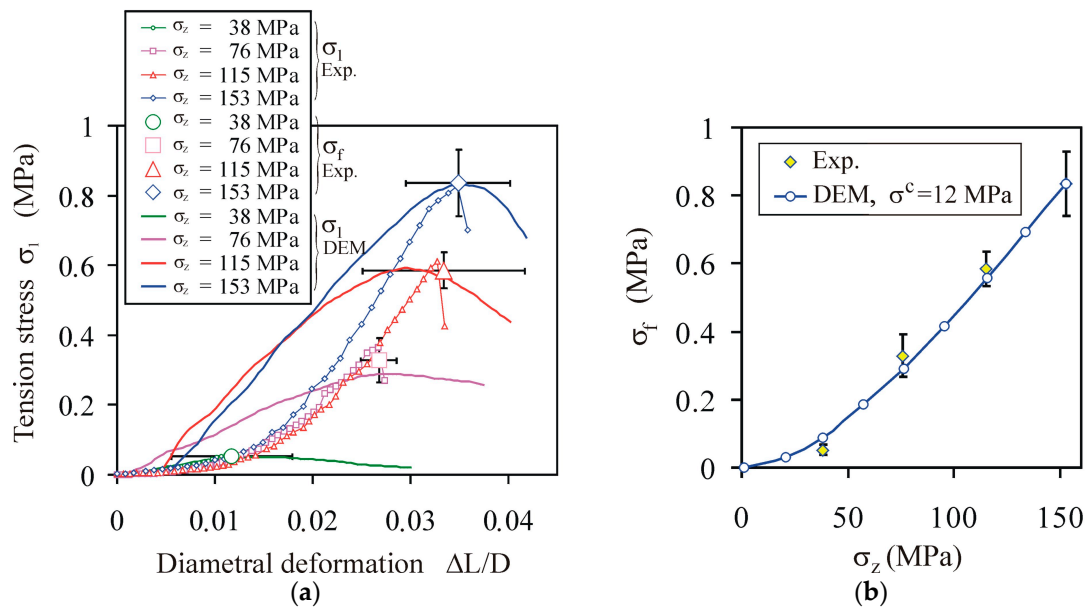 σz = 38 MPa
σz = 76 MPa
σz = 115 MPa
σz = 153 MPa
σ1
Exp.
σz = 38 MPa
σz = 76 MPa
σz = 115 MPa
σz = 153 MPa
σf
Exp.
σz = 38 MPa
σz = 76 MPa
σz = 115 MPa
σz = 153 MPa
σ1
DEM
Tension stress σ1 (MPa)
1
0.8
0.6
0.4
0.2
0
0 0.01 0.02 0.03 0.04
Diametral deformation ΔL/D
(a)
Exp.
DEM, σc=12 MPa
σf (MPa)
1
0.8
0.6
0.4
0.2
0
0 50 100 150
σz (MPa)
(b)